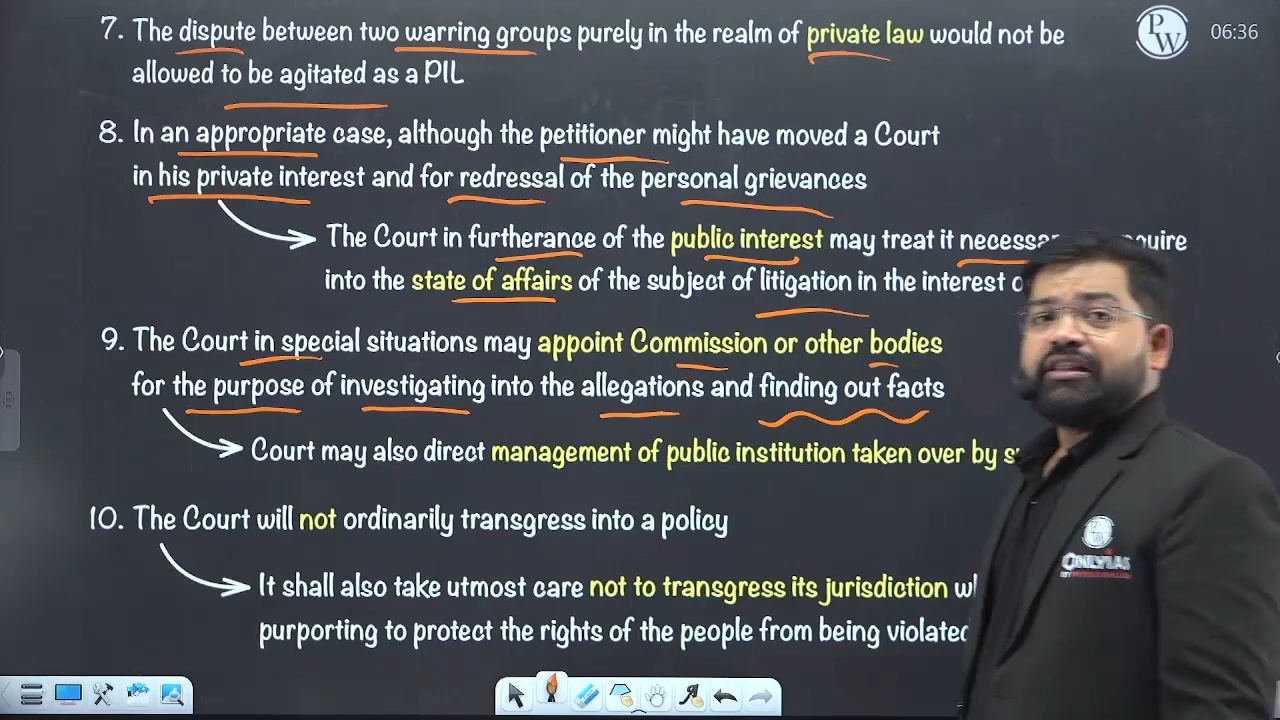 7. The dispute between two warring groups purely in the realm of private law would not be
allowed to be agitated as a PIL
8. In an appropriate case, although the petitioner might have moved a Court
in his private interest and for redressal of the personal grievances
The Court in furtherance of the public interest may treat it
into the state of affairs of the subject of litigation in the interest
9. The Court in special situations may appoint Commission or other bodies
for the purpose of investigating into the allegations and finding out facts
Court may also direct management of public institution taken over by
10. The Court will not ordinarily transgress into a policy
It shall also take utmost care not to transgress its jurisdiction
purporting to protect the rights of the people from being violated
PW
06:36
ONLYIAS